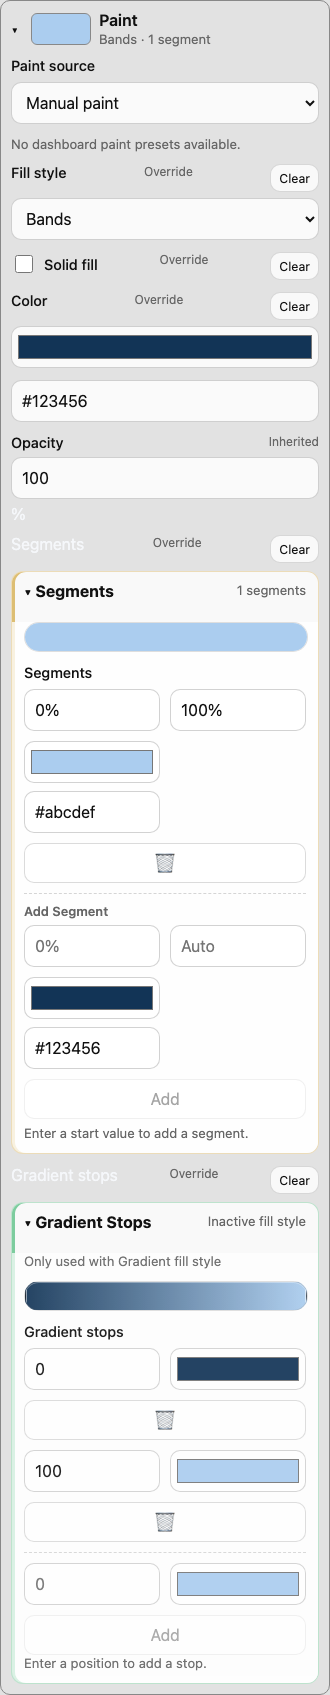 Paint
Bands · 1 segment
Paint source
Manual paint
No dashboard paint presets available.
Fill style Override Clear
Bands
Solid fill Override Clear
Color Override Clear
#123456
Opacity Inherited
100
%
Segments Override Clear
Segments 1 segments
Segments
0% 100%
#abcdef
Add Segment
0% Auto
#123456
Add
Enter a start value to add a segment.
Gradient stops Override Clear
Gradient Stops Inactive fill style
Only used with Gradient fill style
Gradient stops
0
100
0
Add
Enter a position to add a stop.